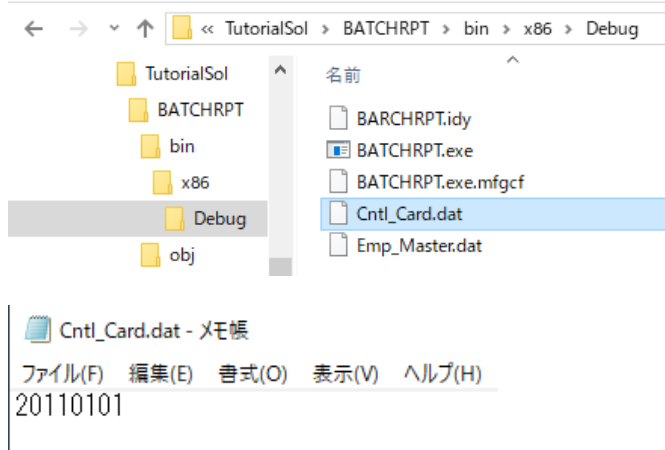 « TutorialSol > BATCHRPT > bin > x86 > Debug
TutorialSol
BATCHRPT
bin
x86
Debug
obj
名前
BARCHRPT.idy
BATCHRPT.exe
BATCHRPT.exe.mfgcf
Cntl_Card.dat
Emp_Master.dat
Cntl_Card.dat - メモ帳
ファイル(F) 編集(E) 書式(O) 表示(V) ヘルプ(H)
20110101